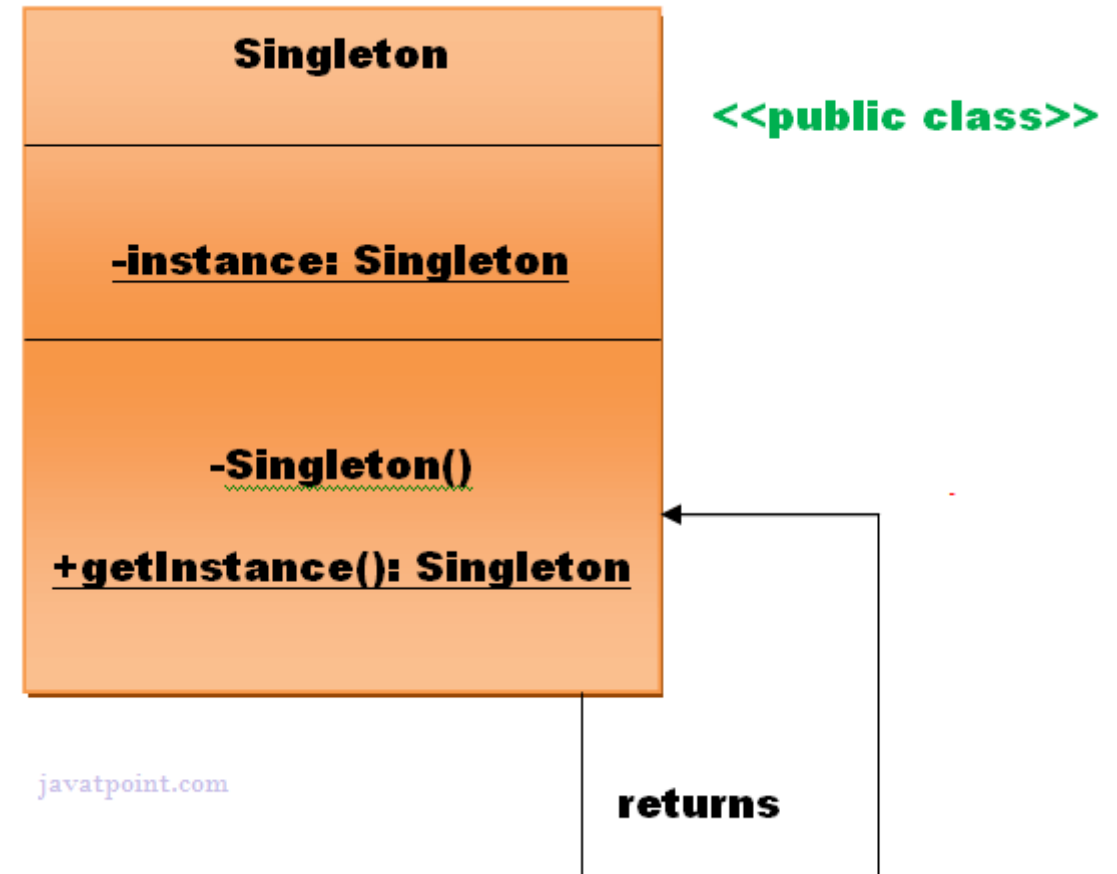 Singleton
<<public class>>
-instance: Singleton
-Singleton()
+getInstance(): Singleton
javatpoint.com
returns